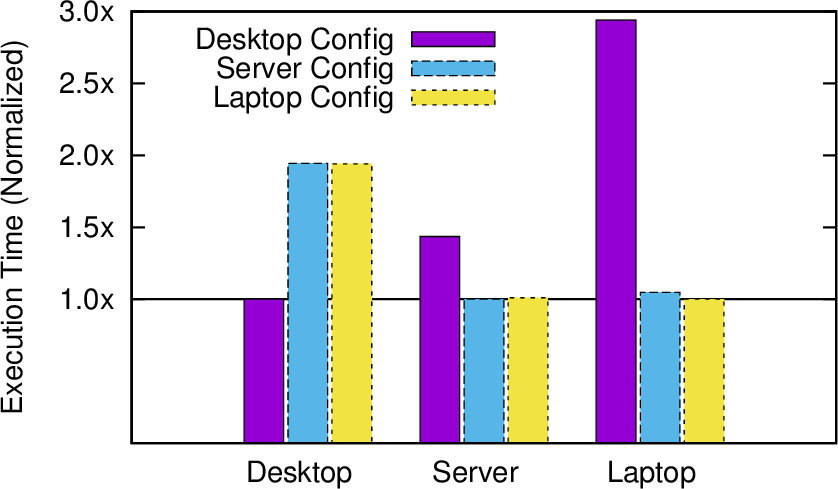 Execution Time (Normalized)
3.0x
2.5x
2.0x
1.5x
1.0x
Desktop Config
Server Config
Laptop Config
Desktop
Server
Laptop